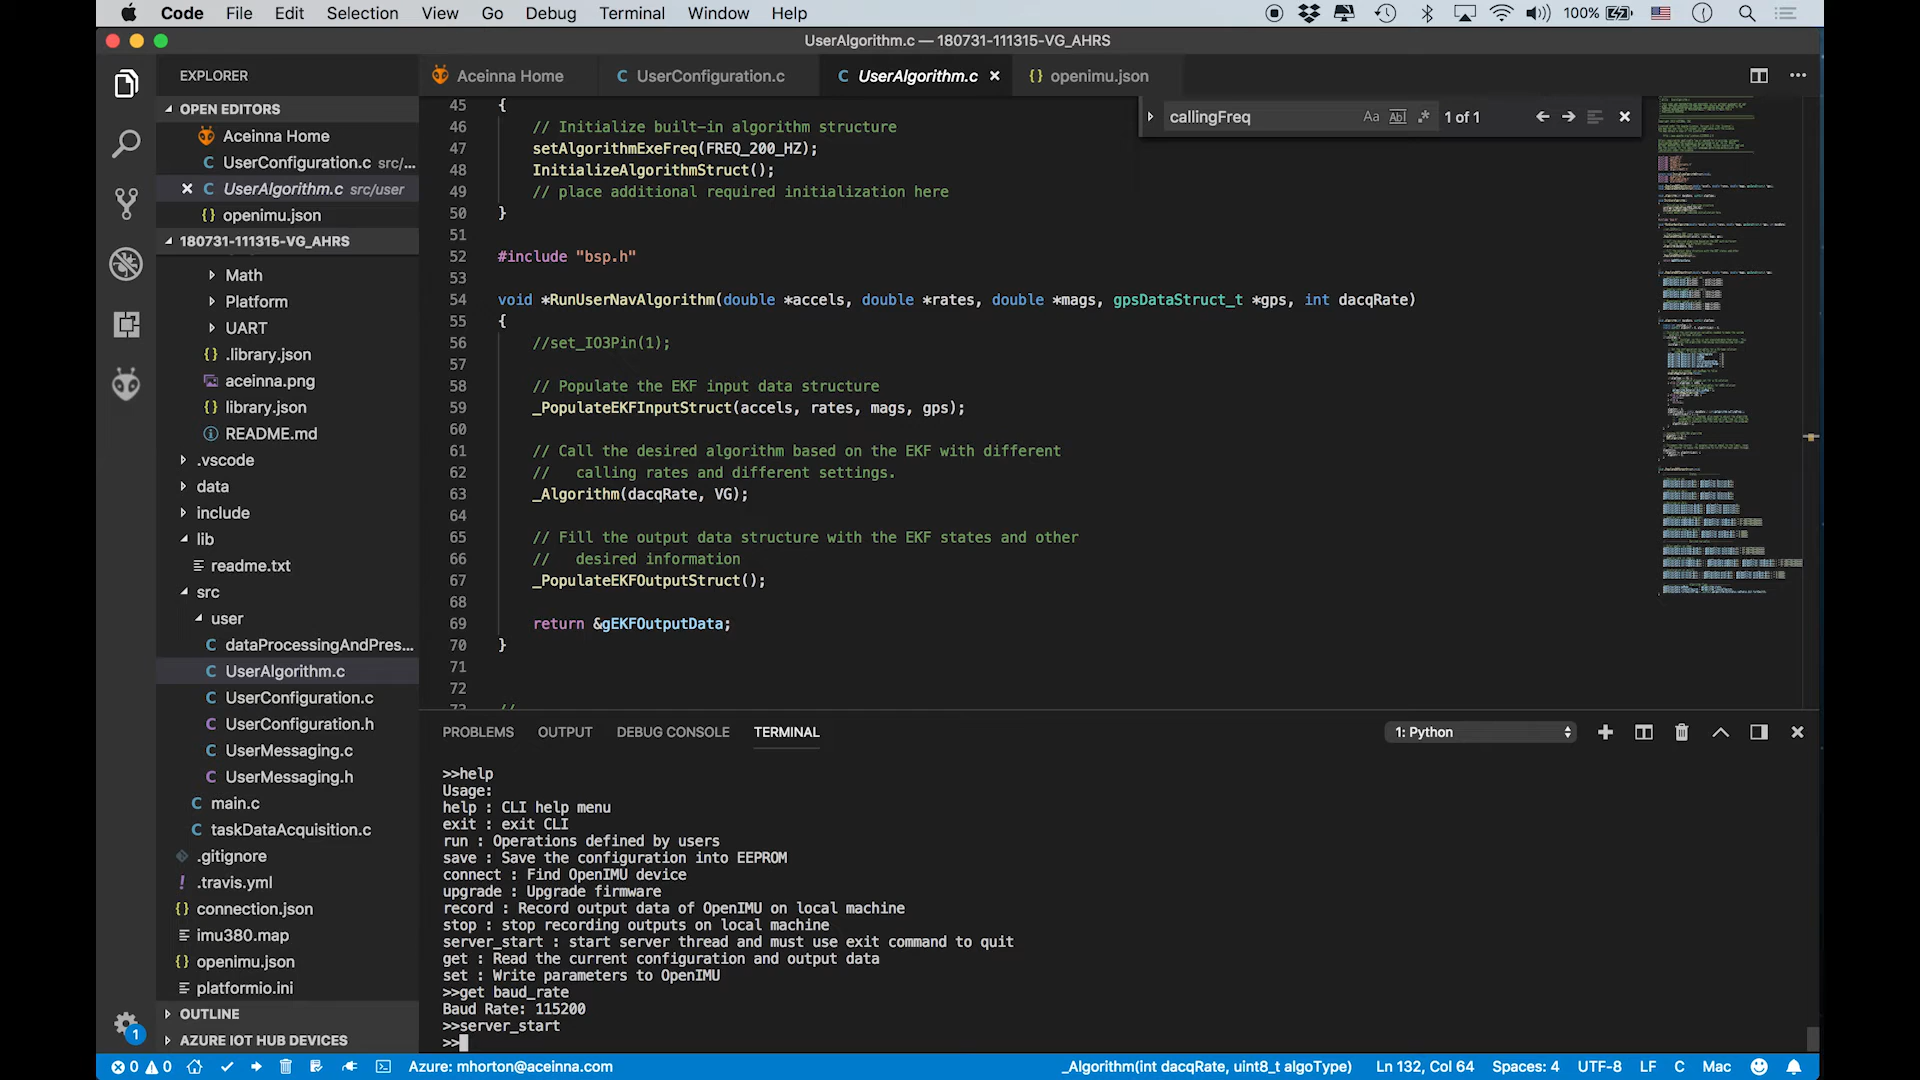 Code File Edit Selection View Go Debug Terminal Window Help 100%
UserAlgorithm.c — 180731-111315-VG_AHRS
EXPLORER
OPEN EDITORS
Aceinna Home
C UserConfiguration.c src/...
C UserAlgorithm.c src/user
{} openimu.json
180731-111315-VG_AHRS
Math
Platform
UART
{} .library.json
aceinna.png
{} library.json
README.md
.vscode
data
include
lib
readme.txt
src
user
C dataProcessingAndPres...
C UserAlgorithm.c
C UserConfiguration.c
C UserConfiguration.h
C UserMessaging.c
C UserMessaging.h
C main.c
C taskDataAcquisition.c
.gitignore
! .travis.yml
{} connection.json
imu380.map
{} openimu.json
platformio.ini
OUTLINE
AZURE IOT HUB DEVICES
1
Aceinna Home C UserConfiguration.c C UserAlgorithm.c × {} openimu.json
callingFreq Aa Abl .* 1 of 1
45 {
46 // Initialize built-in algorithm structure
47 setAlgorithmExeFreq(FREQ_200_HZ);
48 InitializeAlgorithmStruct();
49 // place additional required initialization here
50 }
51
52 #include "bsp.h"
53
54 void *RunUserNavAlgorithm(double *accels, double *rates, double *mags, gpsDataStruct_t *gps, int dacqRate)
55 {
56 //set_IO3Pin(1);
57
58 // Populate the EKF input data structure
59 _PopulateEKFInputStruct(accels, rates, mags, gps);
60
61 // Call the desired algorithm based on the EKF with different
62 //   calling rates and different settings.
63 _Algorithm(dacqRate, VG);
64
65 // Fill the output data structure with the EKF states and other
66 //   desired information
67 _PopulateEKFOutputStruct();
68
69 return &gEKFOutputData;
70 }
71
72
73 //
PROBLEMS OUTPUT DEBUG CONSOLE TERMINAL 1: Python
>>help
Usage:
help : CLI help menu
exit : exit CLI
run : Operations defined by users
save : Save the configuration into EEPROM
connect : Find OpenIMU device
upgrade : Upgrade firmware
record : Record output data of OpenIMU on local machine
stop : stop recording outputs on local machine
server_start : start server thread and must use exit command to quit
get : Read the current configuration and output data
set : Write parameters to OpenIMU
>>get baud_rate
Baud Rate: 115200
>>server_start
>>
0 0 Azure: mhorton@aceinna.com _Algorithm(int dacqRate, uint8_t algoType) Ln 132, Col 64 Spaces: 4 UTF-8 LF C Mac